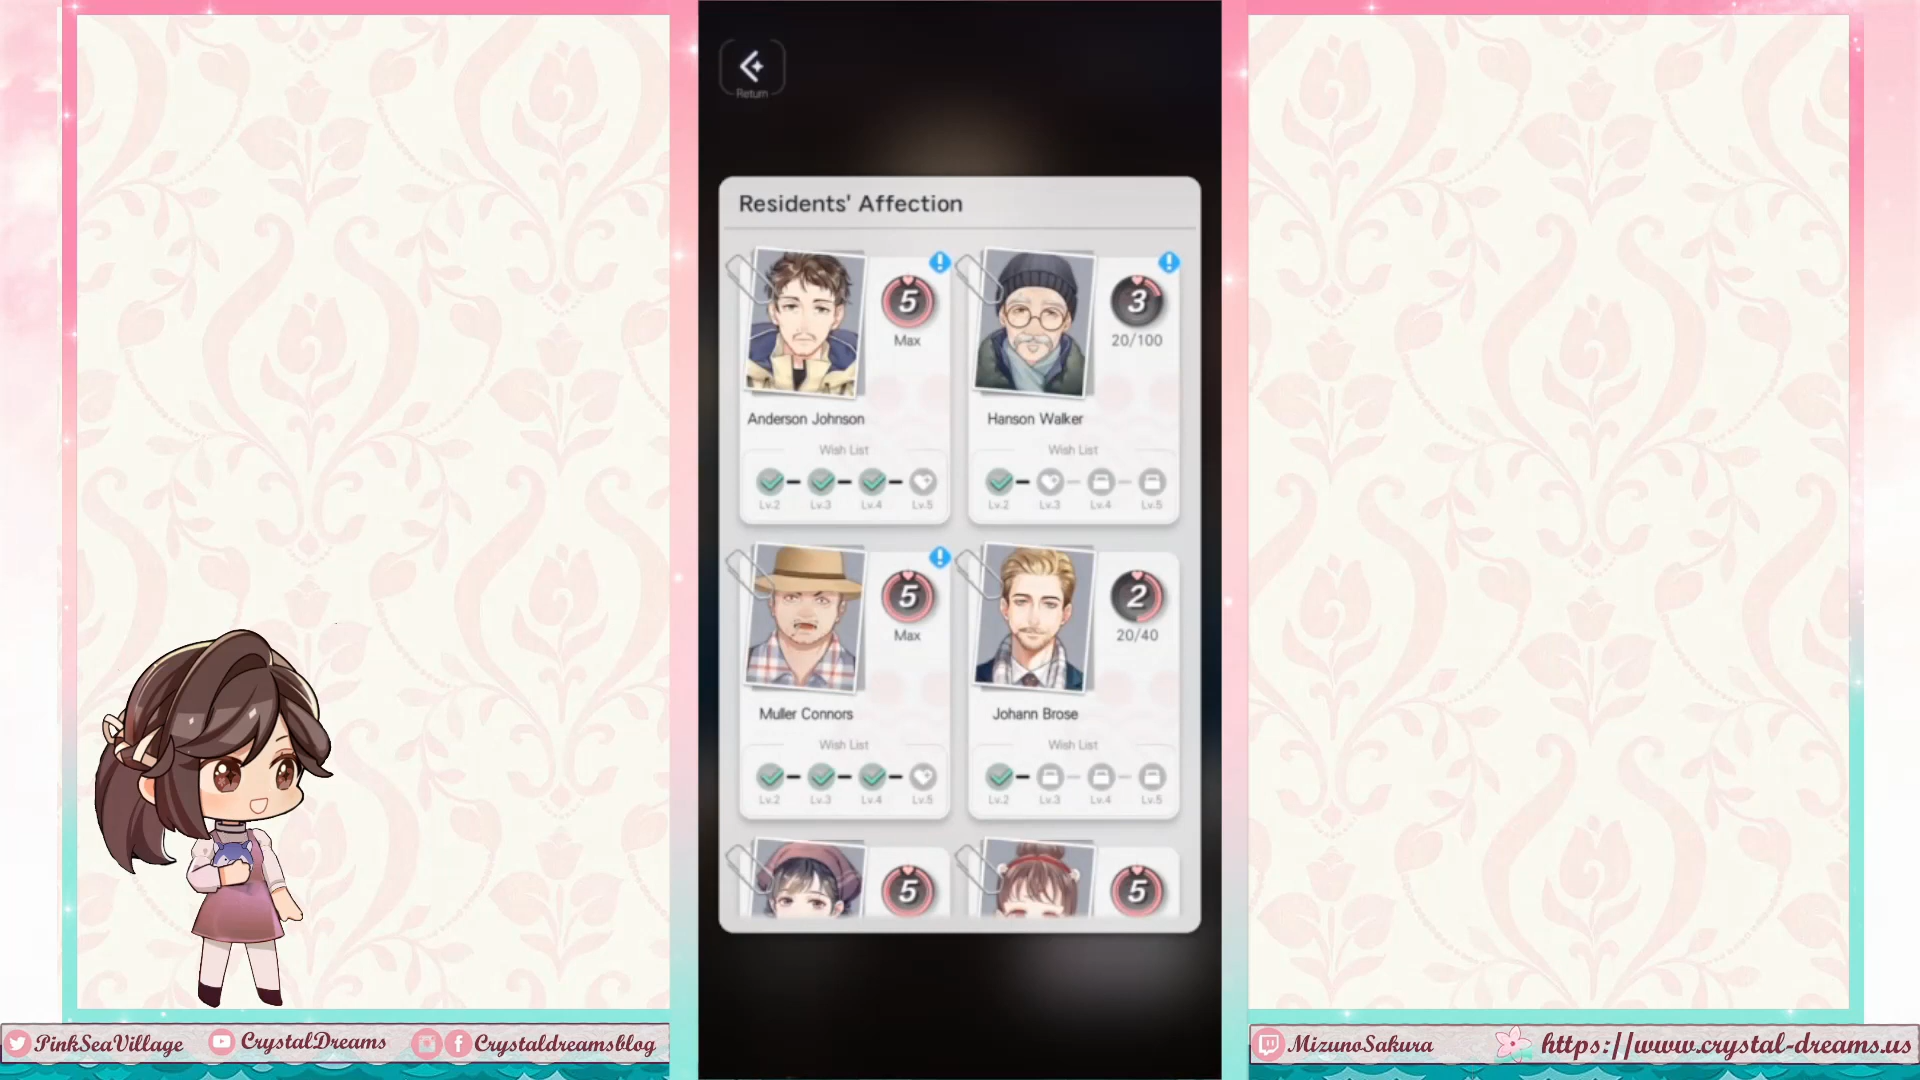 Return
Residents' Affection
5
Max
3
20/100
Anderson Johnson
Hanson Walker
Wish List
Wish List
Lv.2 Lv.3 Lv.4 Lv.5
Lv.2 Lv.3 Lv.4 Lv.5
5
Max
2
20/40
Muller Connors
Johann Brose
Wish List
Wish List
Lv.2 Lv.3 Lv.4 Lv.5
Lv.2 Lv.3 Lv.4 Lv.5
5
5
PinkSeaVillage CrystalDreams Crystaldreamsblog
MizunoSakura https://www.crystal-dreams.us